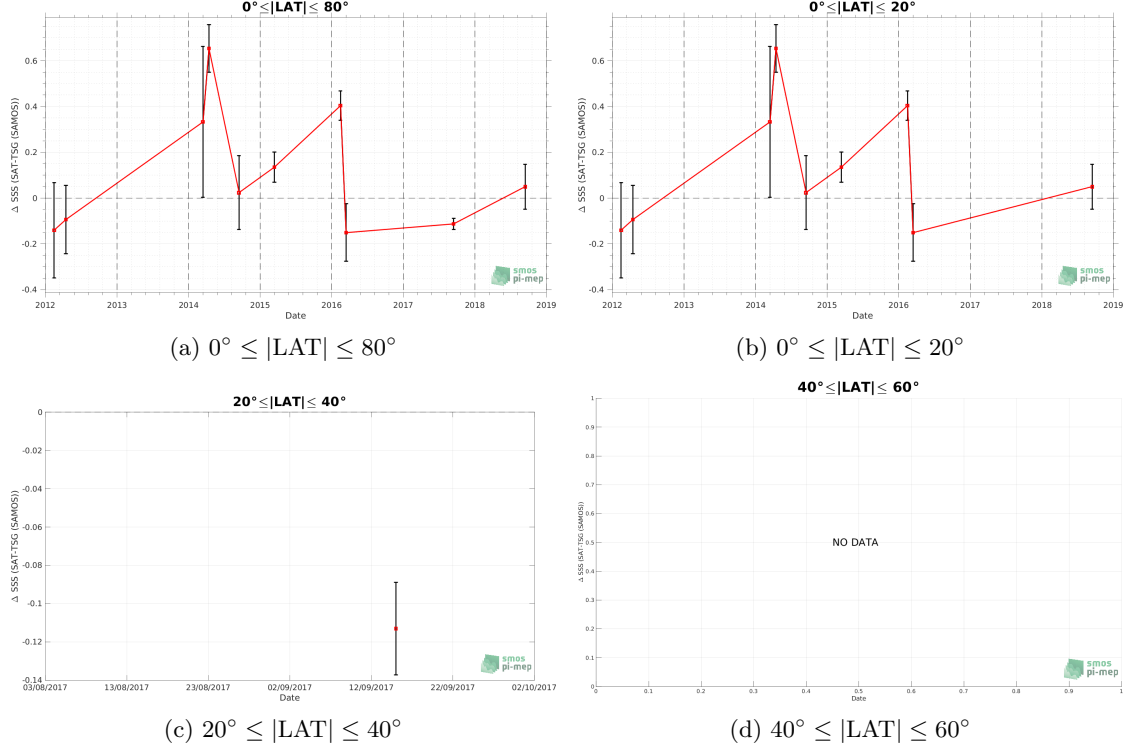 0°≤|LAT|≤ 80°
Δ SSS (SAT-TSG (SAMOS))
0.6
0.4
0.2
0
-0.2
-0.4
2012 2013 2014 2015 2016 2017 2018 2019
Date
smos
pi-mep
(a) 0° ≤ |LAT| ≤ 80°
0°≤|LAT|≤ 20°
Δ SSS (SAT-TSG (SAMOS))
0.6
0.4
0.2
0
-0.2
-0.4
2012 2013 2014 2015 2016 2017 2018 2019
Date
smos
pi-mep
(b) 0° ≤ |LAT| ≤ 20°
20°≤|LAT|≤ 40°
Δ SSS (SAT-TSG (SAMOS))
0
-0.02
-0.04
-0.06
-0.08
-0.1
-0.12
-0.14
03/08/2017 13/08/2017 23/08/2017 02/09/2017 12/09/2017 22/09/2017 02/10/2017
Date
smos
pi-mep
(c) 20° ≤ |LAT| ≤ 40°
40°≤|LAT|≤ 60°
Δ SSS (SAT-TSG (SAMOS))
1
0.9
0.8
0.7
0.6
0.5
0.4
0.3
0.2
0.1
0
NO DATA
0 0.1 0.2 0.3 0.4 0.5 0.6 0.7 0.8 0.9 1
Date
smos
pi-mep
(d) 40° ≤ |LAT| ≤ 60°